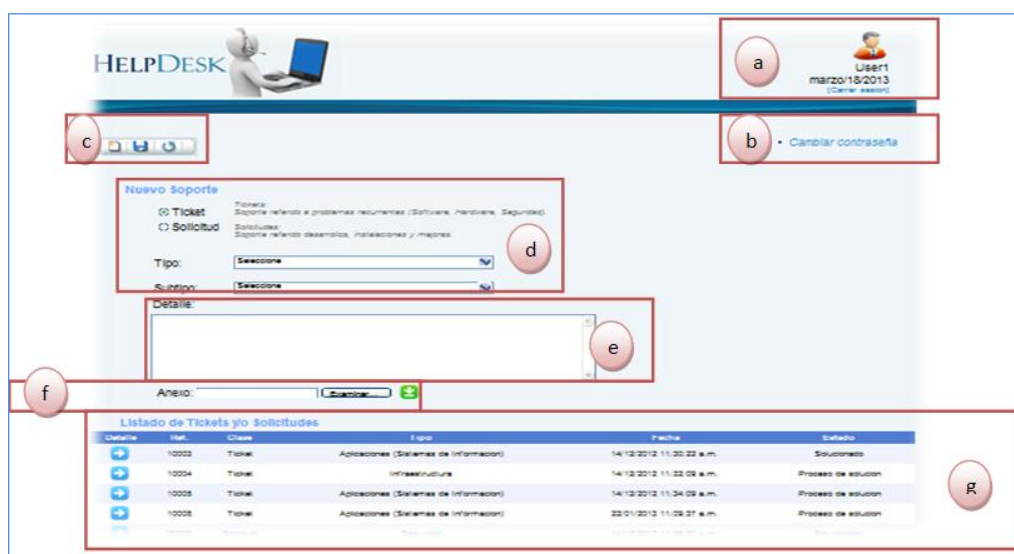 HELPDESK
a
User1
marzo/18/2013
(Cerrar sesion)
c
b
• Cambiar contraseña
Nuevo Soporte
Ticket
Tickets:
Soporte referido a problemas recurrentes (Software, Hardware, Seguridad).
Solicitud
Solicitudes:
Soporte referido desarrollos, instalaciones y mejoras.
d
Tipo:
Seleccione
Subtipo:
Seleccione
Detalle:
e
f
Anexo:
Examinar...
Listado de Tickets y/o Solicitudes
Detalle Ref. Clase Tipo Fecha Estado
10003 Ticket Aplicaciones (Sistemas de Informacion) 14/12/2012 11:30:22 a.m. Solucionado
10004 Ticket Infraestructura 14/12/2012 11:32:09 a.m. Proceso de solucion
10005 Ticket Aplicaciones (Sistemas de Informacion) 14/12/2012 11:34:09 a.m. Proceso de solucion
Ticket Aplicaciones (Sistemas de Informacion) 22/01/2013 11:09:37 a.m. Proceso de solucion
g